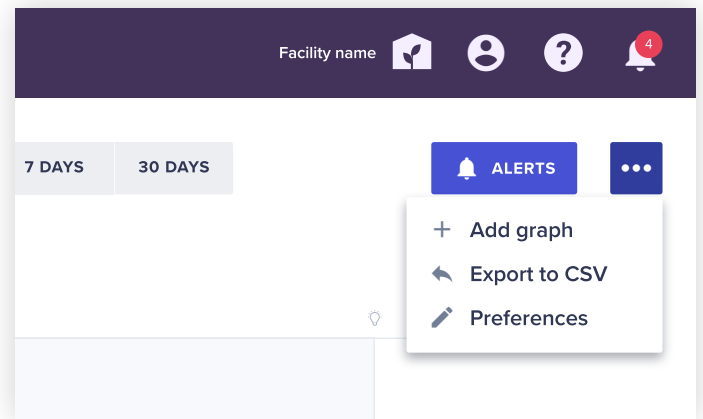 Facility name
4
7 DAYS
30 DAYS
ALERTS
Add graph
Export to CSV
Preferences